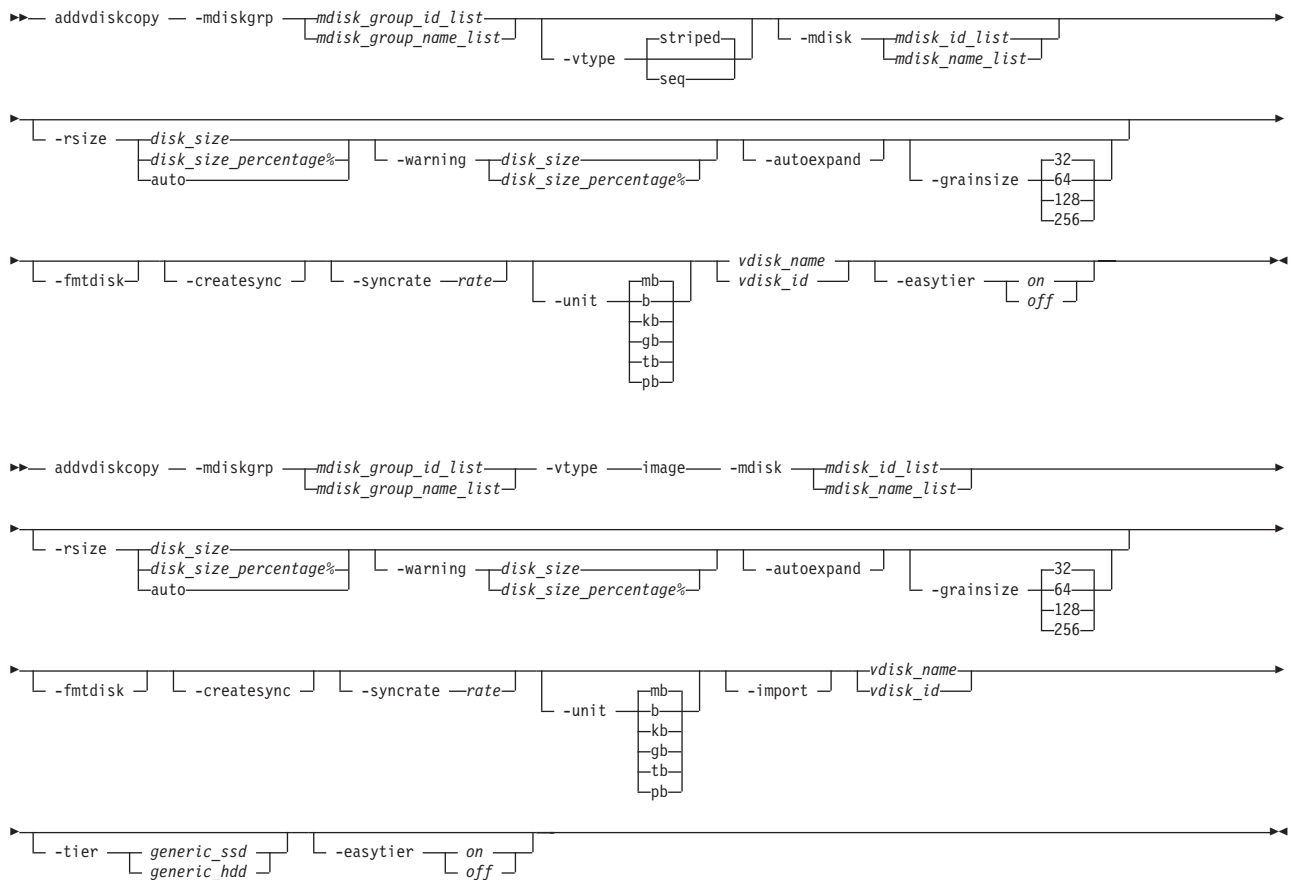 addvdiskcopy -mdiskgrp mdisk_group_id_list
mdisk_group_name_list
-vtype striped
seq
-mdisk mdisk_id_list
mdisk_name_list
-rsize disk_size
disk_size_percentage%
auto
-warning disk_size
disk_size_percentage%
-autoexpand
-grainsize 32
64
128
256
-fmtdisk
-createsync
-syncrate rate
-unit mb
b
kb
gb
tb
pb
vdisk_name
vdisk_id
-easytier on
off
addvdiskcopy -mdiskgrp mdisk_group_id_list
mdisk_group_name_list
-vtype image -mdisk mdisk_id_list
mdisk_name_list
-rsize disk_size
disk_size_percentage%
auto
-warning disk_size
disk_size_percentage%
-autoexpand
-grainsize 32
64
128
256
-fmtdisk
-createsync
-syncrate rate
-unit mb
b
kb
gb
tb
pb
-import
vdisk_name
vdisk_id
-tier generic_ssd
generic_hdd
-easytier on
off